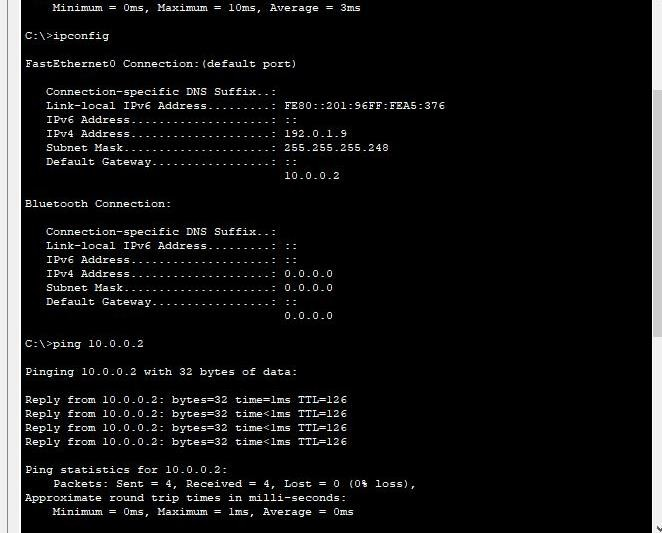 Minimum = 0ms, Maximum = 10ms, Average = 3ms
C:\>ipconfig
FastEthernet0 Connection:(default port)
Connection-specific DNS Suffix..:
Link-local IPv6 Address.........: FE80::201:96FF:FEA5:376
IPv6 Address....................: ::
IPv4 Address....................: 192.0.1.9
Subnet Mask.....................: 255.255.255.248
Default Gateway.................: ::
10.0.0.2
Bluetooth Connection:
Connection-specific DNS Suffix..:
Link-local IPv6 Address.........: ::
IPv6 Address....................: ::
IPv4 Address....................: 0.0.0.0
Subnet Mask.....................: 0.0.0.0
Default Gateway.................: ::
0.0.0.0
C:\>ping 10.0.0.2
Pinging 10.0.0.2 with 32 bytes of data:
Reply from 10.0.0.2: bytes=32 time=1ms TTL=126
Reply from 10.0.0.2: bytes=32 time<1ms TTL=126
Reply from 10.0.0.2: bytes=32 time<1ms TTL=126
Reply from 10.0.0.2: bytes=32 time<1ms TTL=126
Ping statistics for 10.0.0.2:
Packets: Sent = 4, Received = 4, Lost = 0 (0% loss),
Approximate round trip times in milli-seconds:
Minimum = 0ms, Maximum = 1ms, Average = 0ms